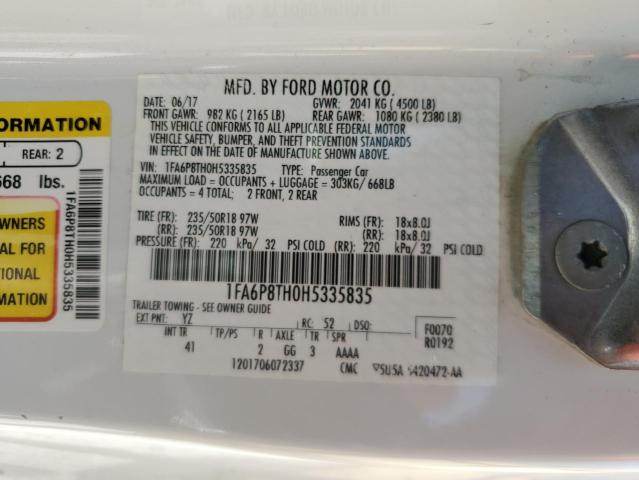 MFD. BY FORD MOTOR CO.
DATE: 06/17 GVWR: 2041 KG ( 4500 LB)
FRONT GAWR: 982 KG ( 2165 LB) REAR GAWR: 1080 KG ( 2380 LB)
THIS VEHICLE CONFORMS TO ALL APPLICABLE FEDERAL MOTOR
VEHICLE SAFETY, BUMPER, AND THEFT PREVENTION STANDARDS
IN EFFECT ON THE DATE OF MANUFACTURE SHOWN ABOVE.
VIN: 1FA6P8TH0H5335835 TYPE: Passenger Car
MAXIMUM LOAD = OCCUPANTS + LUGGAGE = 303KG/668LB
OCCUPANTS = 4 TOTAL; 2 FRONT, 2 REAR
TIRE (FR): 235/50R18 97W RIMS (FR): 18x8.0J
(RR): 235/50R18 97W (RR): 18x8.0J
PRESSURE (FR): 220 kPa/ 32 PSI COLD (RR): 220 kPa/ 32 PSI COLD
1FA6P8TH0H5335835
TRAILER TOWING - SEE OWNER GUIDE
EXT PNT: YZ RC: 52 DSO: F0070
INT TR TP/PS R AXLE TR SPR R0192
41 2 GG 3 AAAA
1201706072337 CMC
ORMATION
REAR: 2
668 lbs.
WNERS
AL FOR
TIONAL
RMATION
1FA6P8TH0H5335835